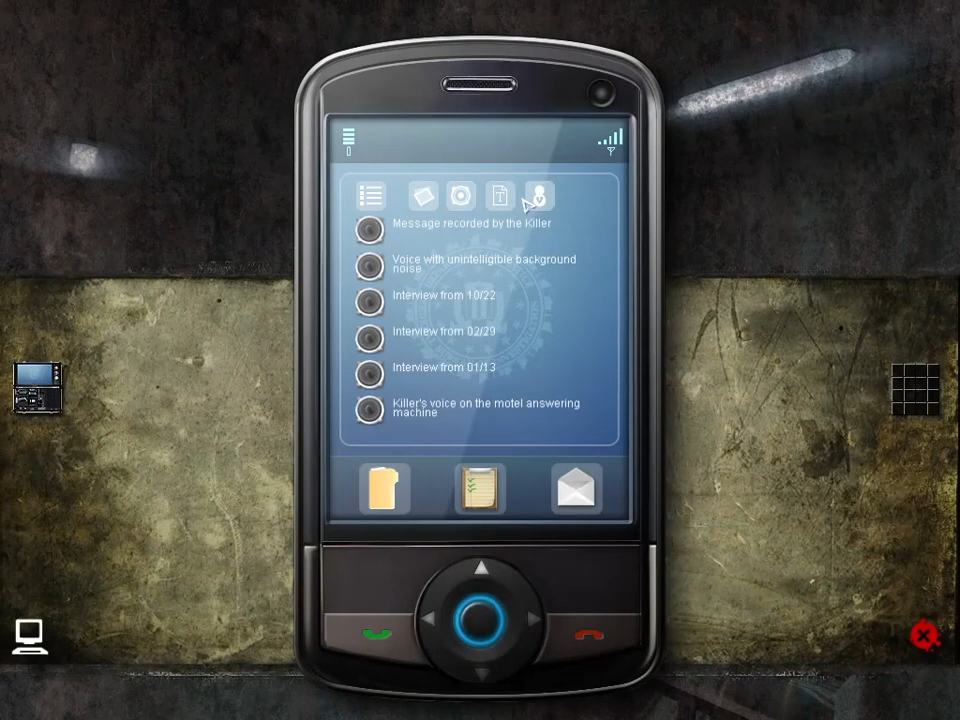 Message recorded by the Killer
Voice with unintelligible background
noise
Interview from 10/22
Interview from 02/29
Interview from 01/13
Killer's voice on the motel answering
machine